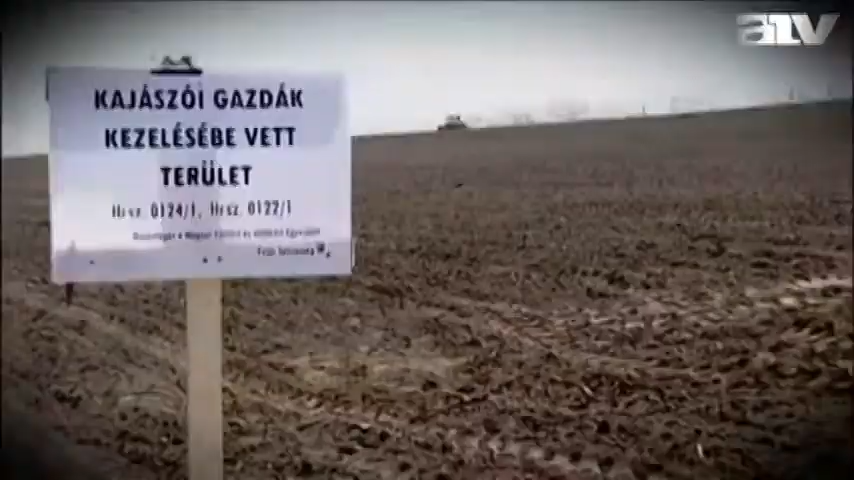 atv
KAJÁSZÓI GAZDÁK
KEZELÉSÉBE VETT
TERÜLET
Hrsz. 0124/1, Hrsz. 0122/1